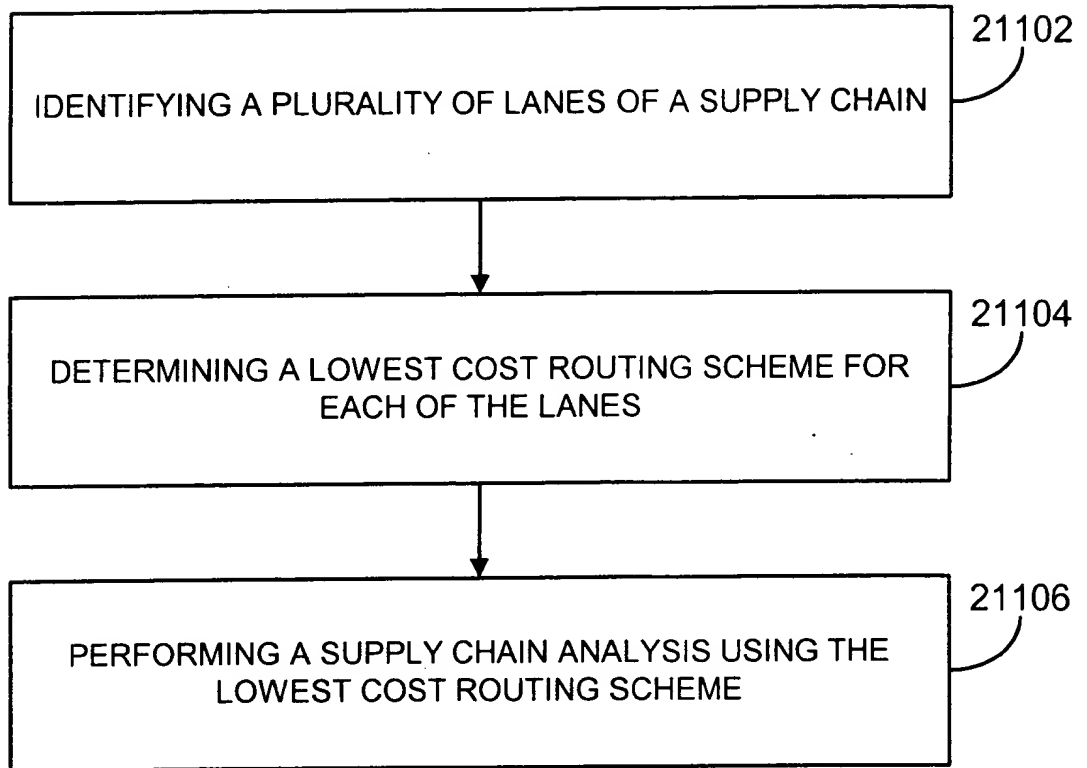 21102
IDENTIFYING A PLURALITY OF LANES OF A SUPPLY CHAIN
21104
DETERMINING A LOWEST COST ROUTING SCHEME FOR
EACH OF THE LANES
21106
PERFORMING A SUPPLY CHAIN ANALYSIS USING THE
LOWEST COST ROUTING SCHEME